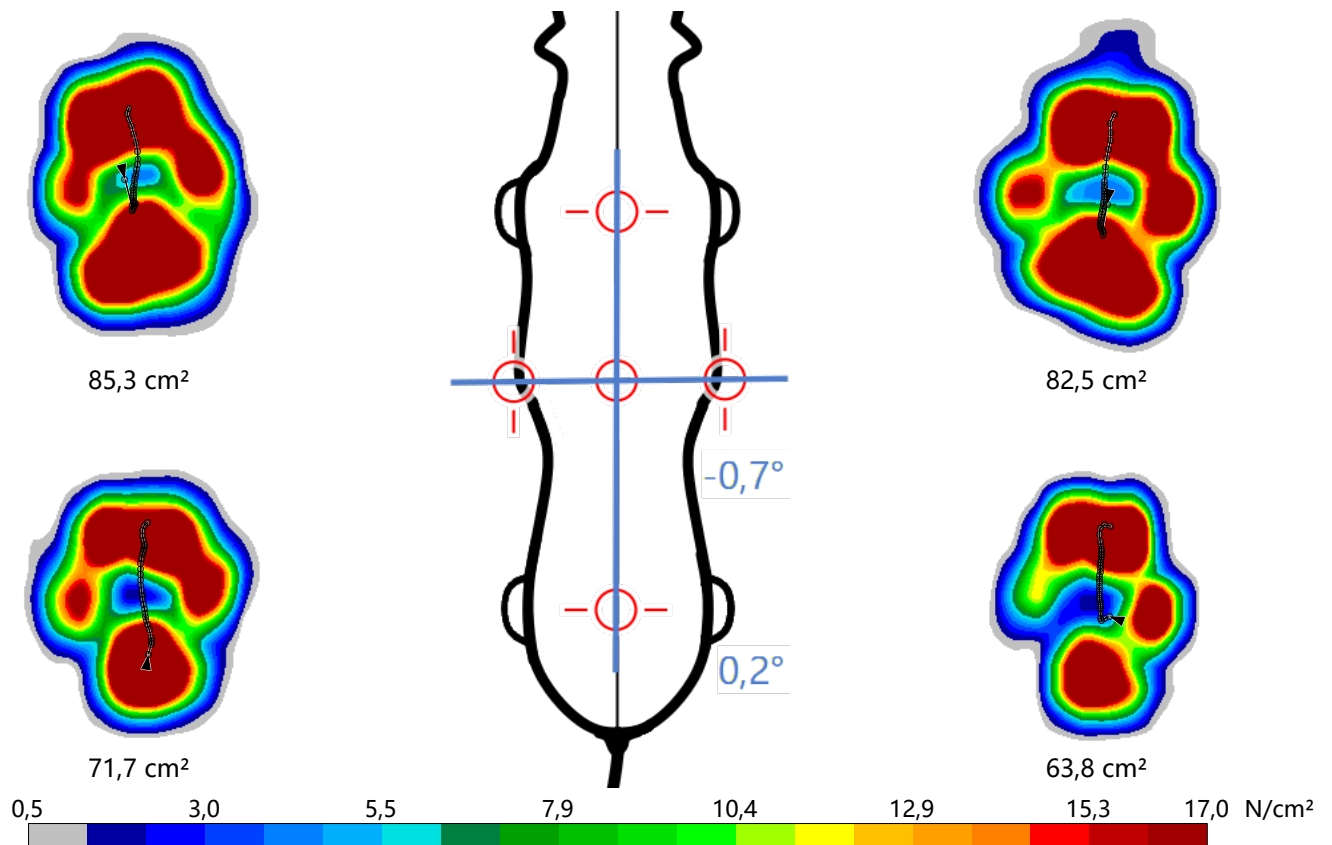 85,3 cm²
82,5 cm²
-0,7°
0,2°
71,7 cm²
63,8 cm²
0,5 3,0 5,5 7,9 10,4 12,9 15,3 17,0 N/cm²